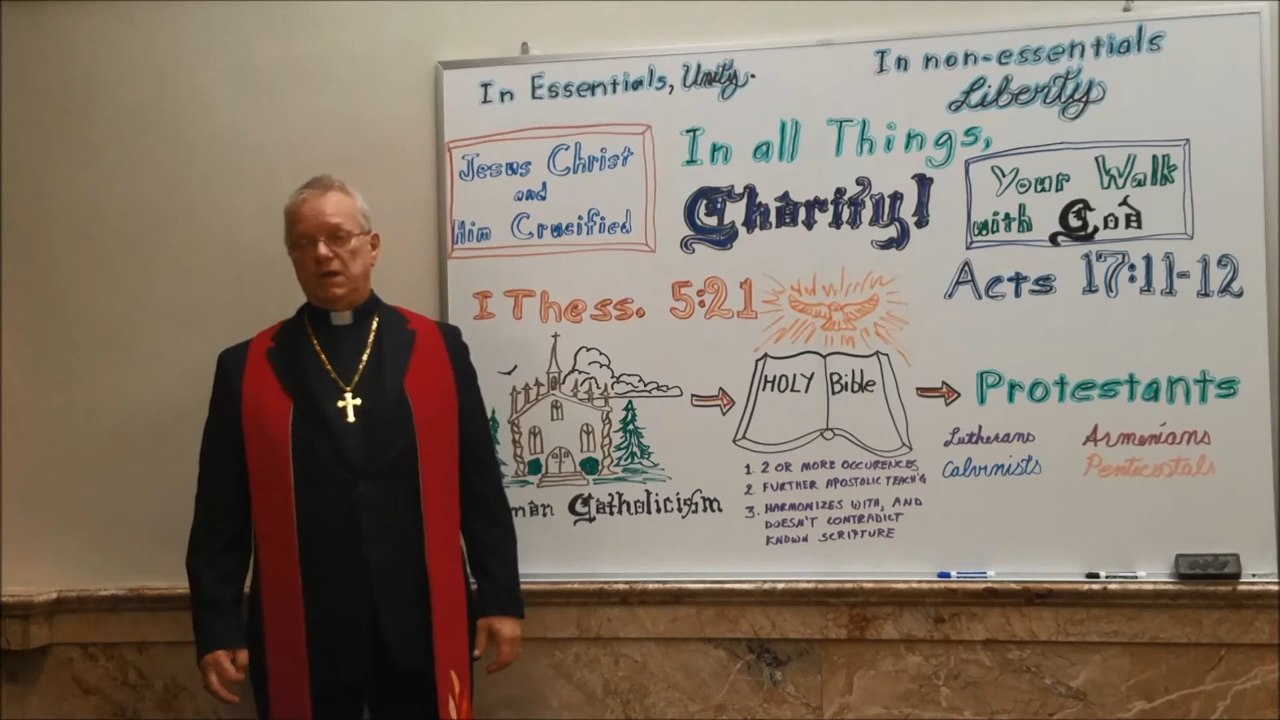 In Essentials, Unity.
In non-essentials
Liberty
In all Things,
Charity!
Jesus Christ
and
Him Crucified
Your Walk
with God
Acts 17:11-12
I Thess. 5:21
HOLY Bible
Protestants
Lutherans
Armenians
Calvinists
Pentecostals
1. 2 OR MORE OCCURENCES
2. FURTHER APOSTOLIC TEACH'G
3. HARMONIZES WITH, AND
DOESN'T CONTRADICT
KNOWN SCRIPTURE
man Catholicism